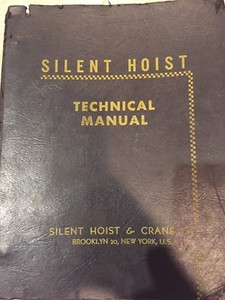 SILENT HOIST
TECHNICAL
MANUAL
SILENT HOIST & CRANE
BROOKLYN 20, NEW YORK, U.S.